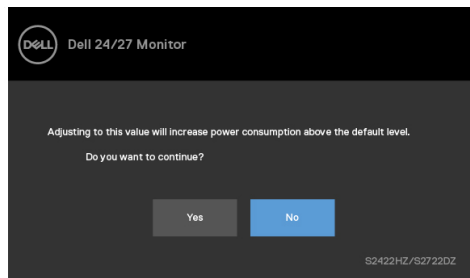 DELL Dell 24/27 Monitor
Adjusting to this value will increase power consumption above the default level.
Do you want to continue?
Yes No
S2422HZ/S2722DZ